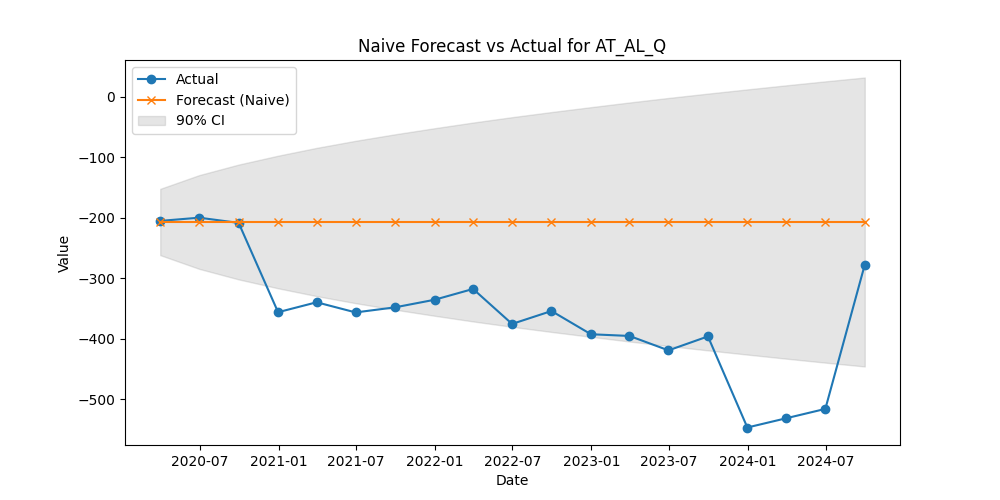 Naive Forecast vs Actual for AT_AL_Q
Actual
Forecast (Naive)
90% CI
0
−100
−200
−300
−400
−500
Value
2020-07 2021-01 2021-07 2022-01 2022-07 2023-01 2023-07 2024-01 2024-07
Date